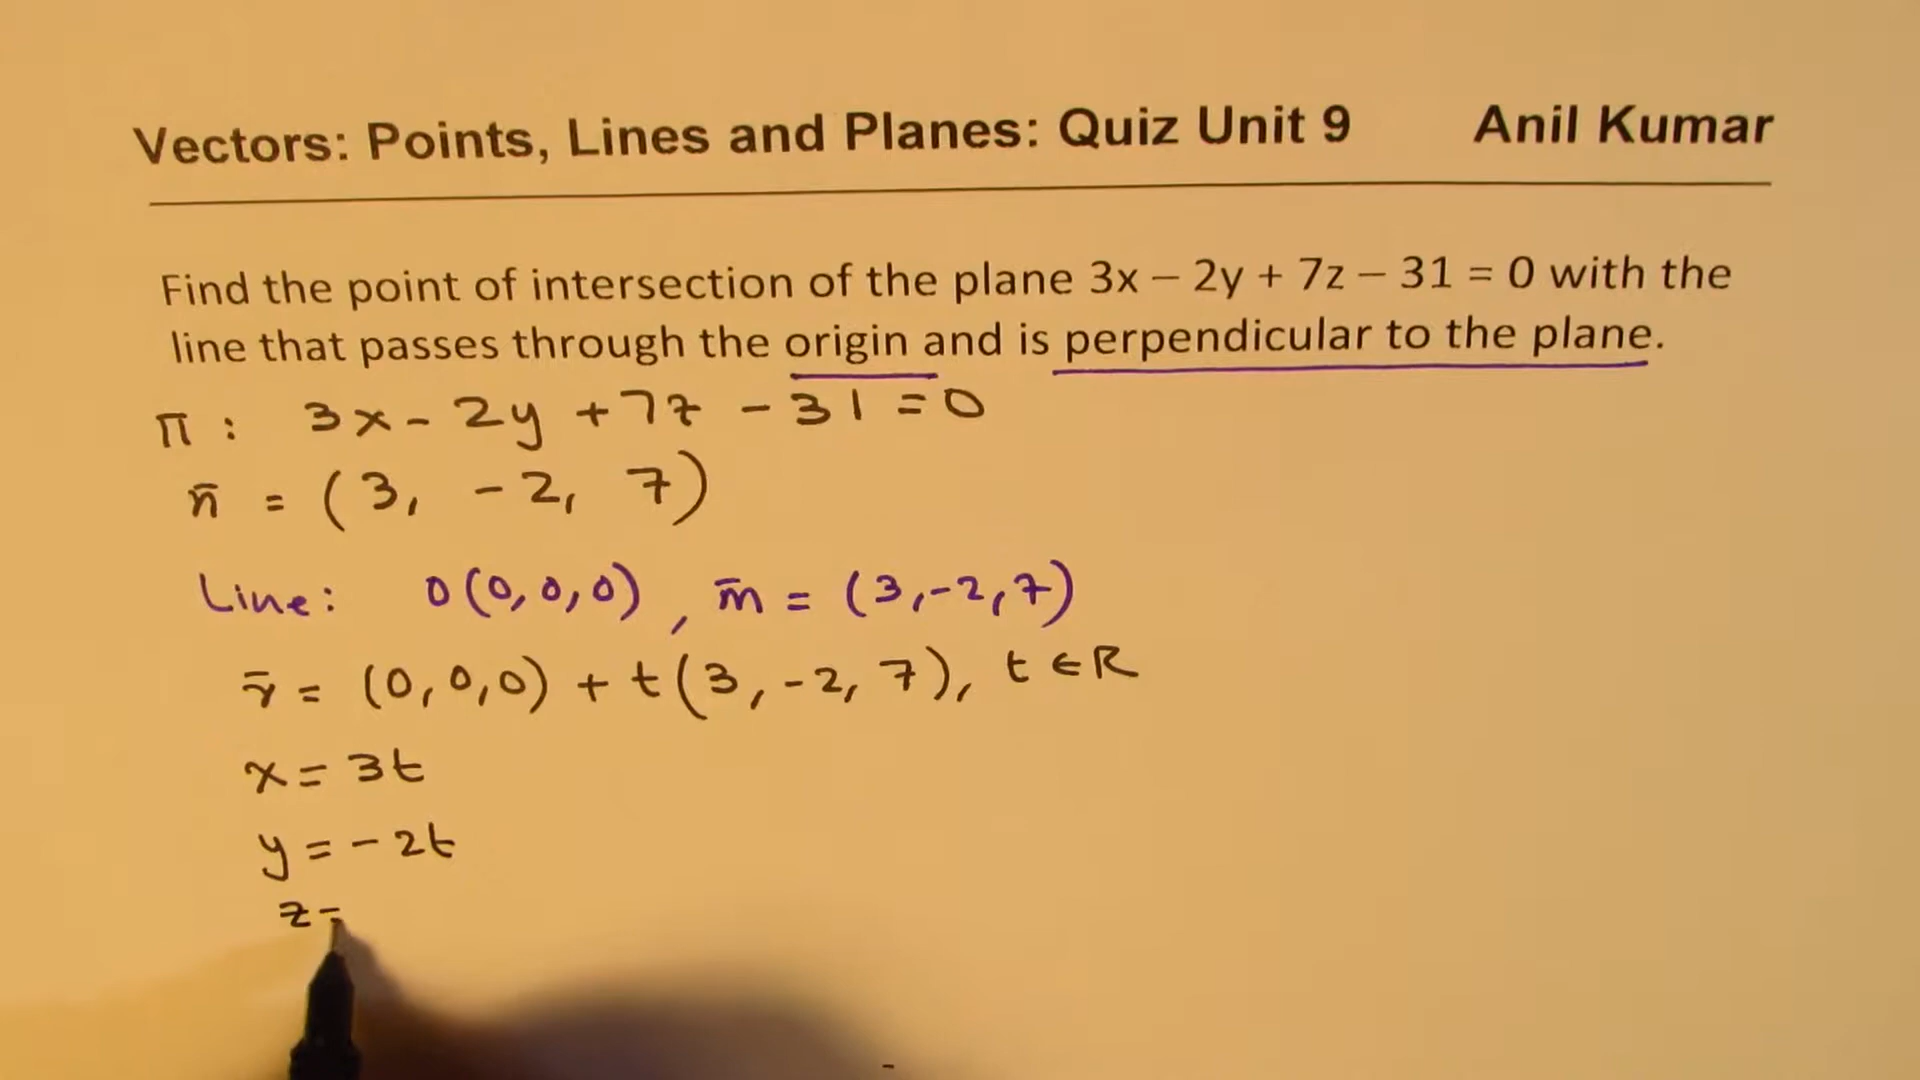 Vectors: Points, Lines and Planes: Quiz Unit 9 Anil Kumar
Find the point of intersection of the plane 3x – 2y + 7z – 31 = 0 with the
line that passes through the origin and is perpendicular to the plane.
π : 3x - 2y + 7z - 31 = 0
n̄ = (3, -2, 7)
Line: O(0,0,0), m̄ = (3,-2,7)
r̄ = (0,0,0) + t(3,-2,7), t ∈ R
x = 3t
y = -2t
z =